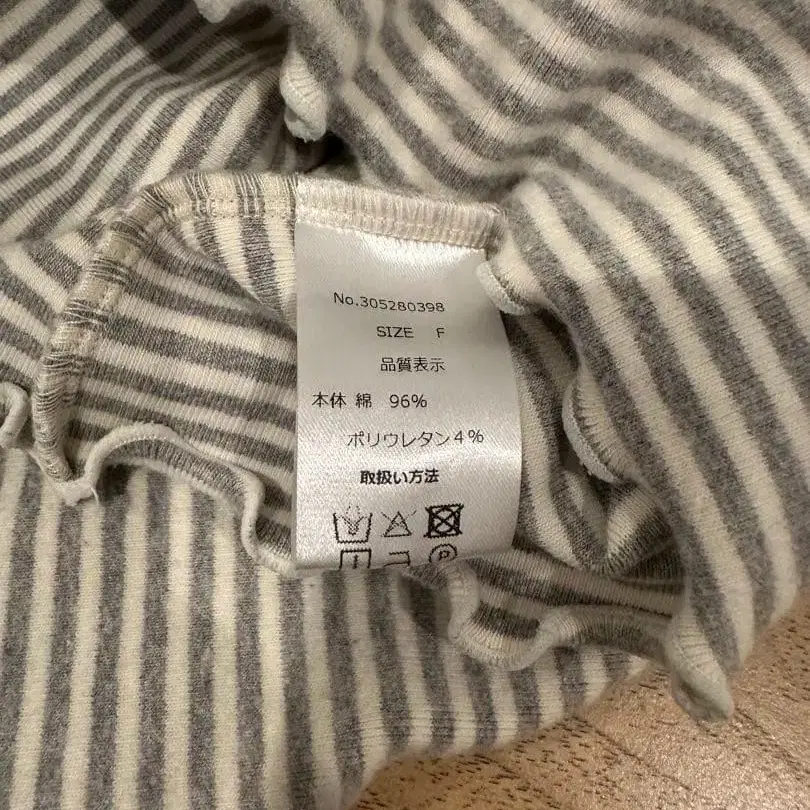 No.305280398
SIZE F
品質表示
本体 綿 96%
ポリウレタン4%
取扱い方法
P